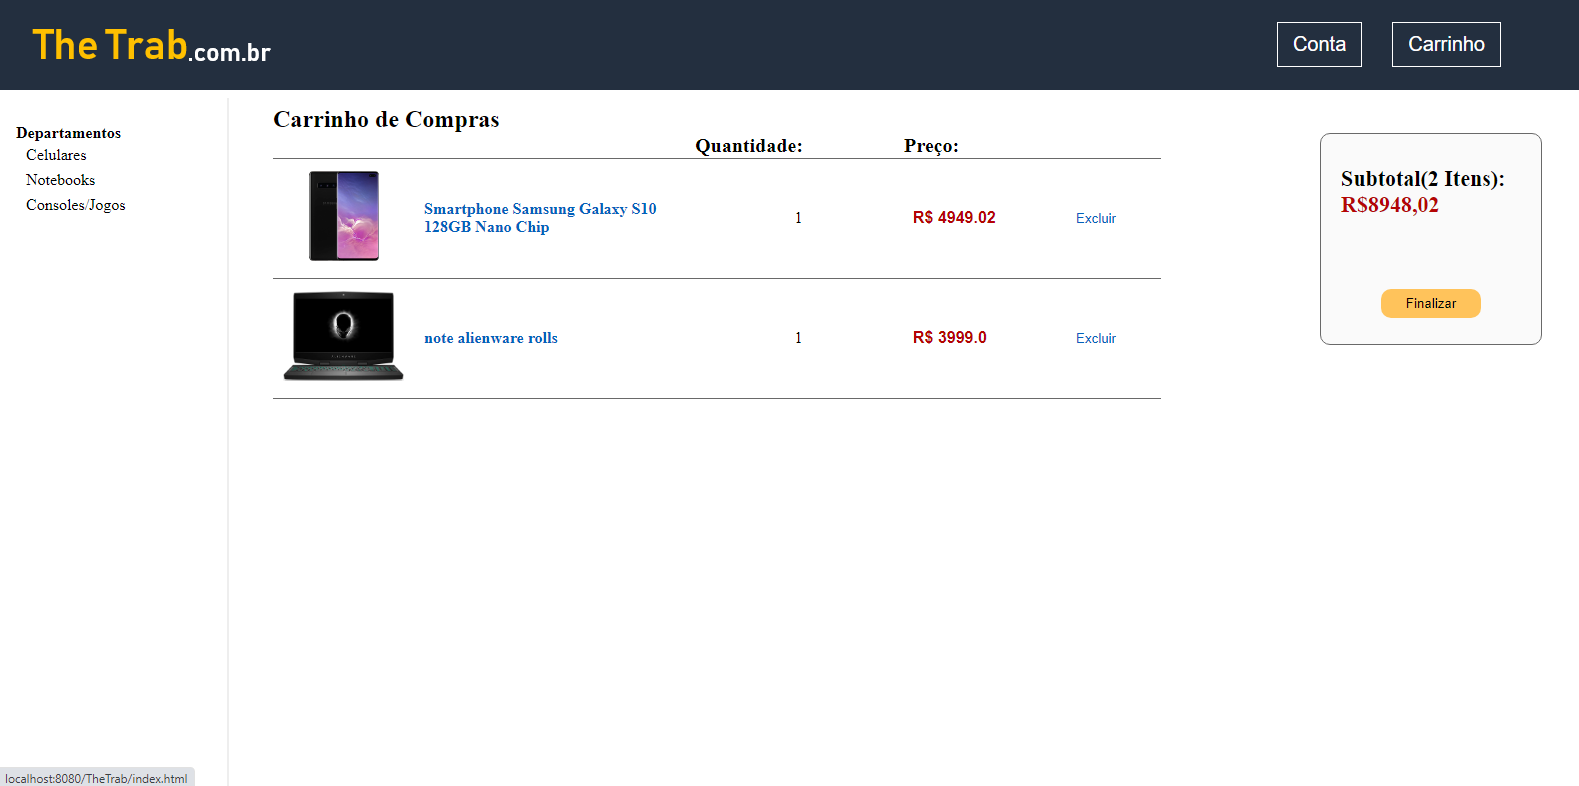 The Trab.com.br
Conta
Carrinho
Departamentos
Celulares
Notebooks
Consoles/Jogos
Carrinho de Compras
Quantidade: Preço:
Smartphone Samsung Galaxy S10
128GB Nano Chip
1 R$ 4949.02 Excluir
note alienware rolls 1 R$ 3999.0 Excluir
Subtotal(2 Itens):
R$8948,02
Finalizar
localhost:8080/TheTrab/index.html